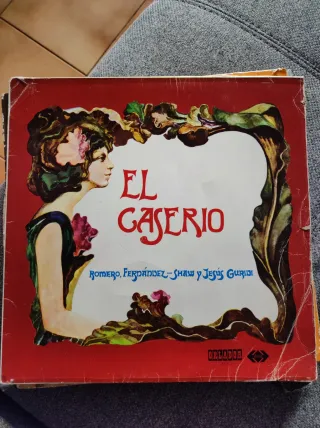 EL
CASERIO
ROMERO, FERNÁNDEZ-SHAW Y JESÚS GURIDI